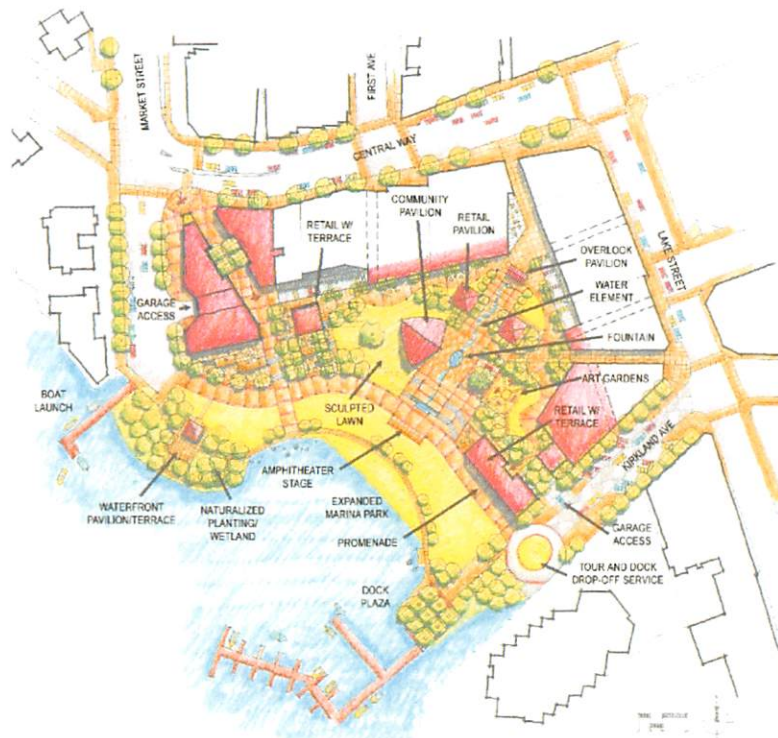 MARKET STREET
FIRST AVE
CENTRAL WAY
COMMUNITY
PAVILION
RETAIL W/
TERRACE
RETAIL
PAVILION
LAKE STREET
OVERLOOK
PAVILION
WATER
ELEMENT
GARAGE
ACCESS
FOUNTAIN
ART GARDENS
BOAT
LAUNCH
SCULPTED
LAWN
RETAIL W/
TERRACE
KIRKLAND AVE
AMPHITHEATER
STAGE
WATERFRONT
PAVILION/TERRACE
NATURALIZED
PLANTING/
WETLAND
EXPANDED
MARINA PARK
PROMENADE
GARAGE
ACCESS
TOUR AND DOCK
DROP-OFF SERVICE
DOCK
PLAZA